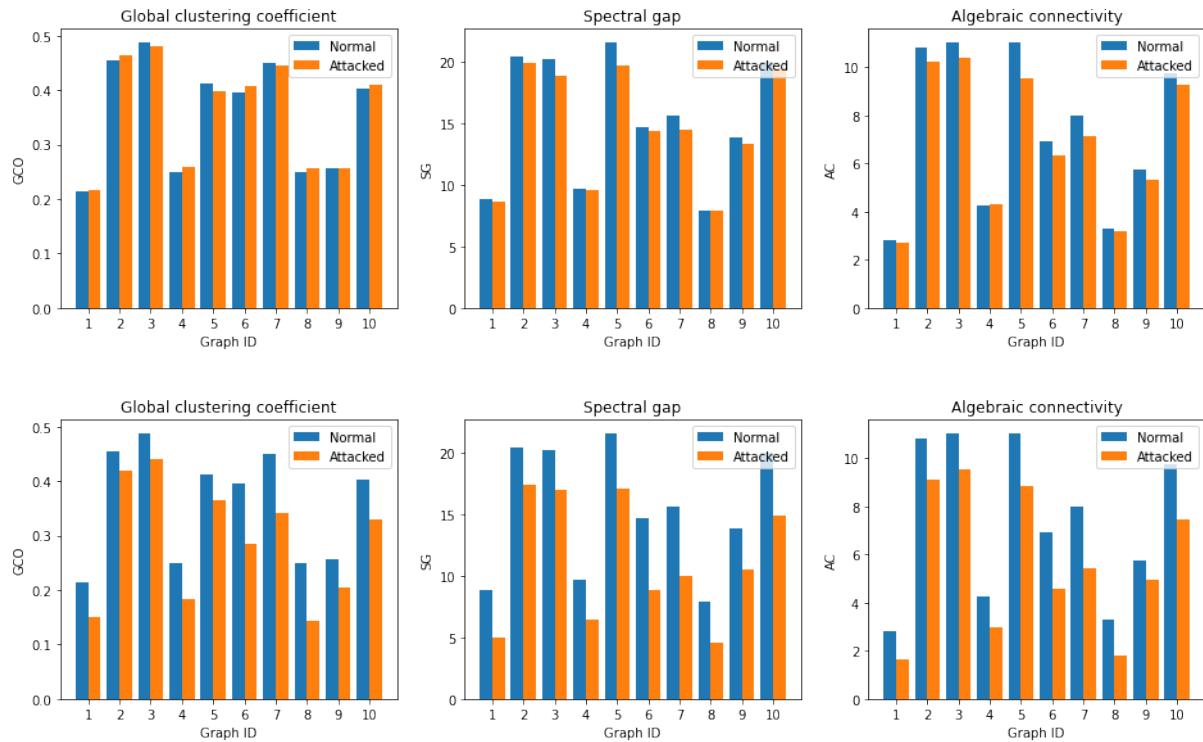 Global clustering coefficient
GCO
0.5
0.4
0.3
0.2
0.1
0.0
Normal
Attacked
1 2 3 4 5 6 7 8 9 10
Graph ID
Spectral gap
SG
20
15
10
5
0
Normal
Attacked
1 2 3 4 5 6 7 8 9 10
Graph ID
Algebraic connectivity
AC
10
8
6
4
2
0
Normal
Attacked
1 2 3 4 5 6 7 8 9 10
Graph ID
Global clustering coefficient
GCO
0.5
0.4
0.3
0.2
0.1
0.0
Normal
Attacked
1 2 3 4 5 6 7 8 9 10
Graph ID
Spectral gap
SG
20
15
10
5
0
Normal
Attacked
1 2 3 4 5 6 7 8 9 10
Graph ID
Algebraic connectivity
AC
10
8
6
4
2
0
Normal
Attacked
1 2 3 4 5 6 7 8 9 10
Graph ID